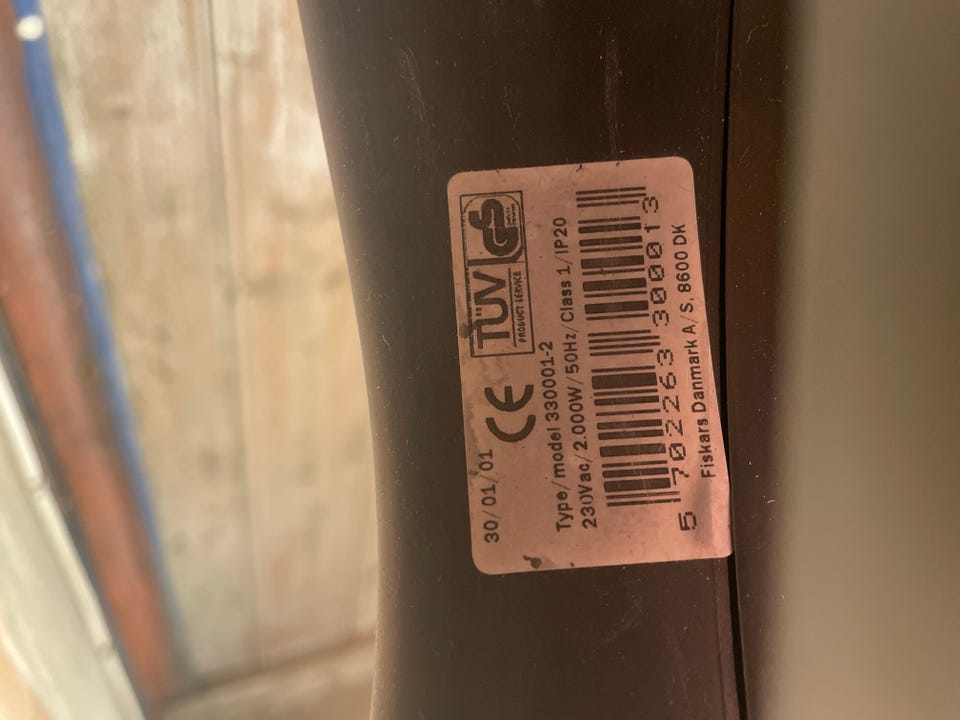 30/01/01 CE TÜV GS
PRODUCT SERVICE
Type/model 330001-2
230Vac/2.000W/50Hz/Class 1/IP20
5 702263 300013
Fiskars Danmark A/S, 8600 DK